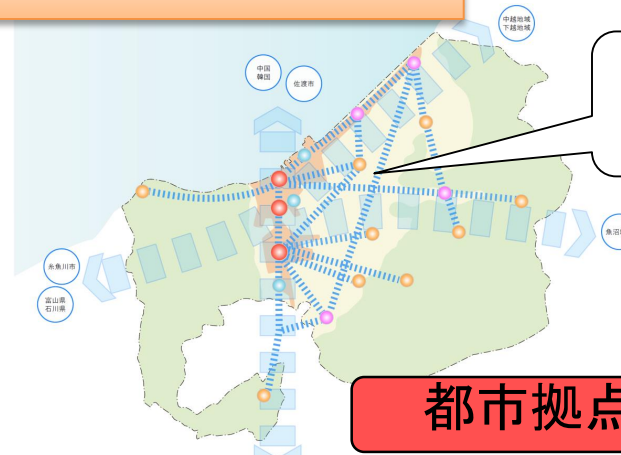 中越地域
下越地域
中国
韓国
佐渡市
魚沼
糸魚川市
富山県
石川県
都市拠点